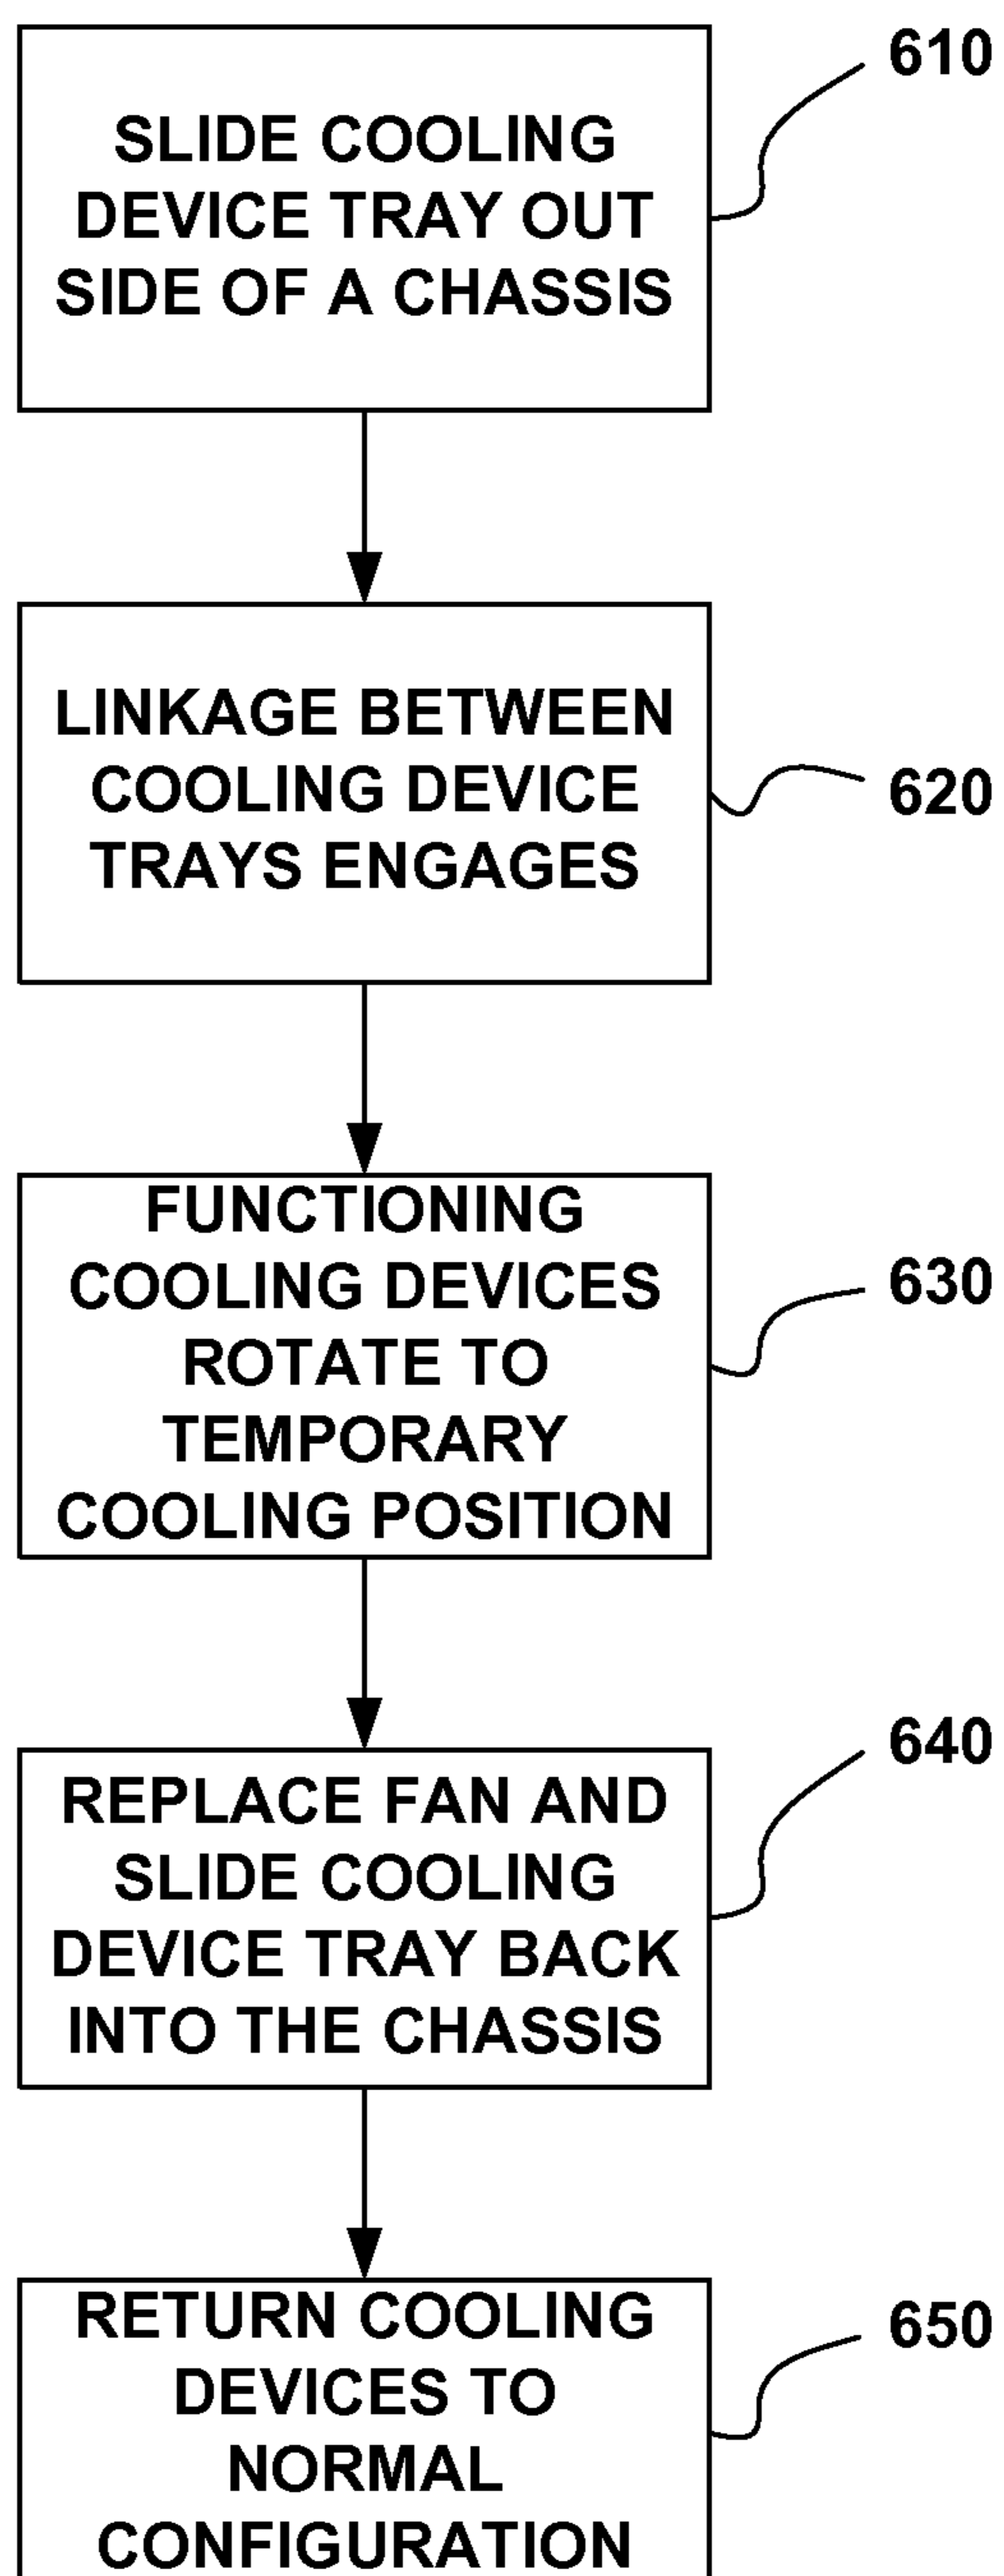 610
SLIDE COOLING
DEVICE TRAY OUT
SIDE OF A CHASSIS
LINKAGE BETWEEN
COOLING DEVICE
TRAYS ENGAGES
620
FUNCTIONING
COOLING DEVICES
ROTATE TO
TEMPORARY
COOLING POSITION
630
640
REPLACE FAN AND
SLIDE COOLING
DEVICE TRAY BACK
INTO THE CHASSIS
RETURN COOLING
DEVICES TO
NORMAL
CONFIGURATION
650